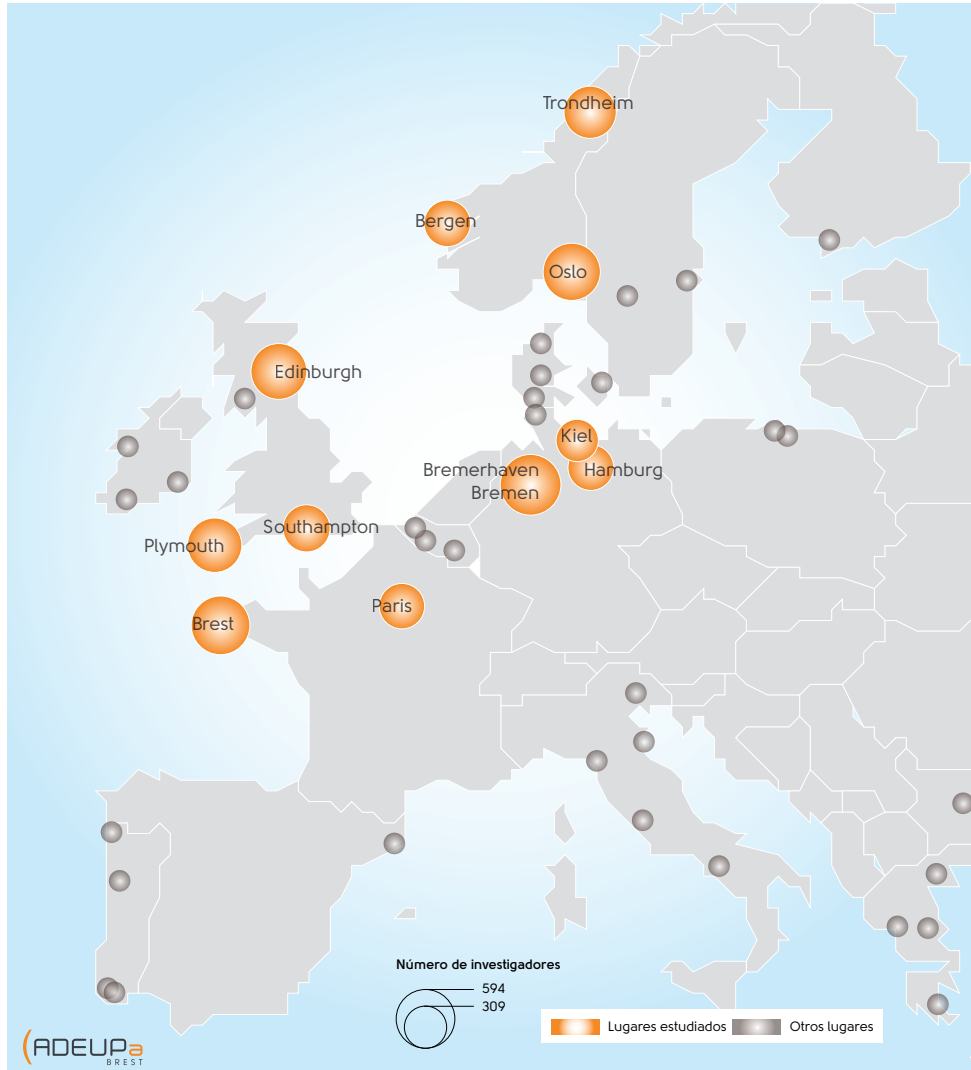 Trondheim
Bergen
Oslo
Edinburgh
Kiel
Bremerhaven
Hamburg
Bremen
Southampton
Plymouth
Paris
Brest
Número de investigadores
594
309
Lugares estudiados
Otros lugares
ADEUPa
BREST